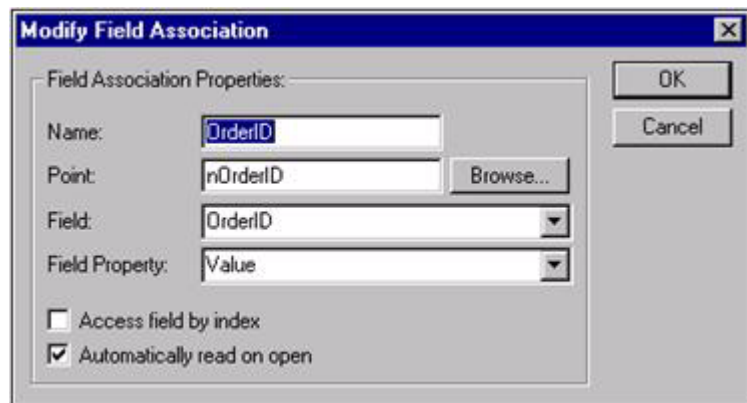 Modify Field Association
Field Association Properties:
OK
Name: OrderID
Cancel
Point: nOrderID Browse...
Field: OrderID
Field Property: Value
Access field by index
Automatically read on open